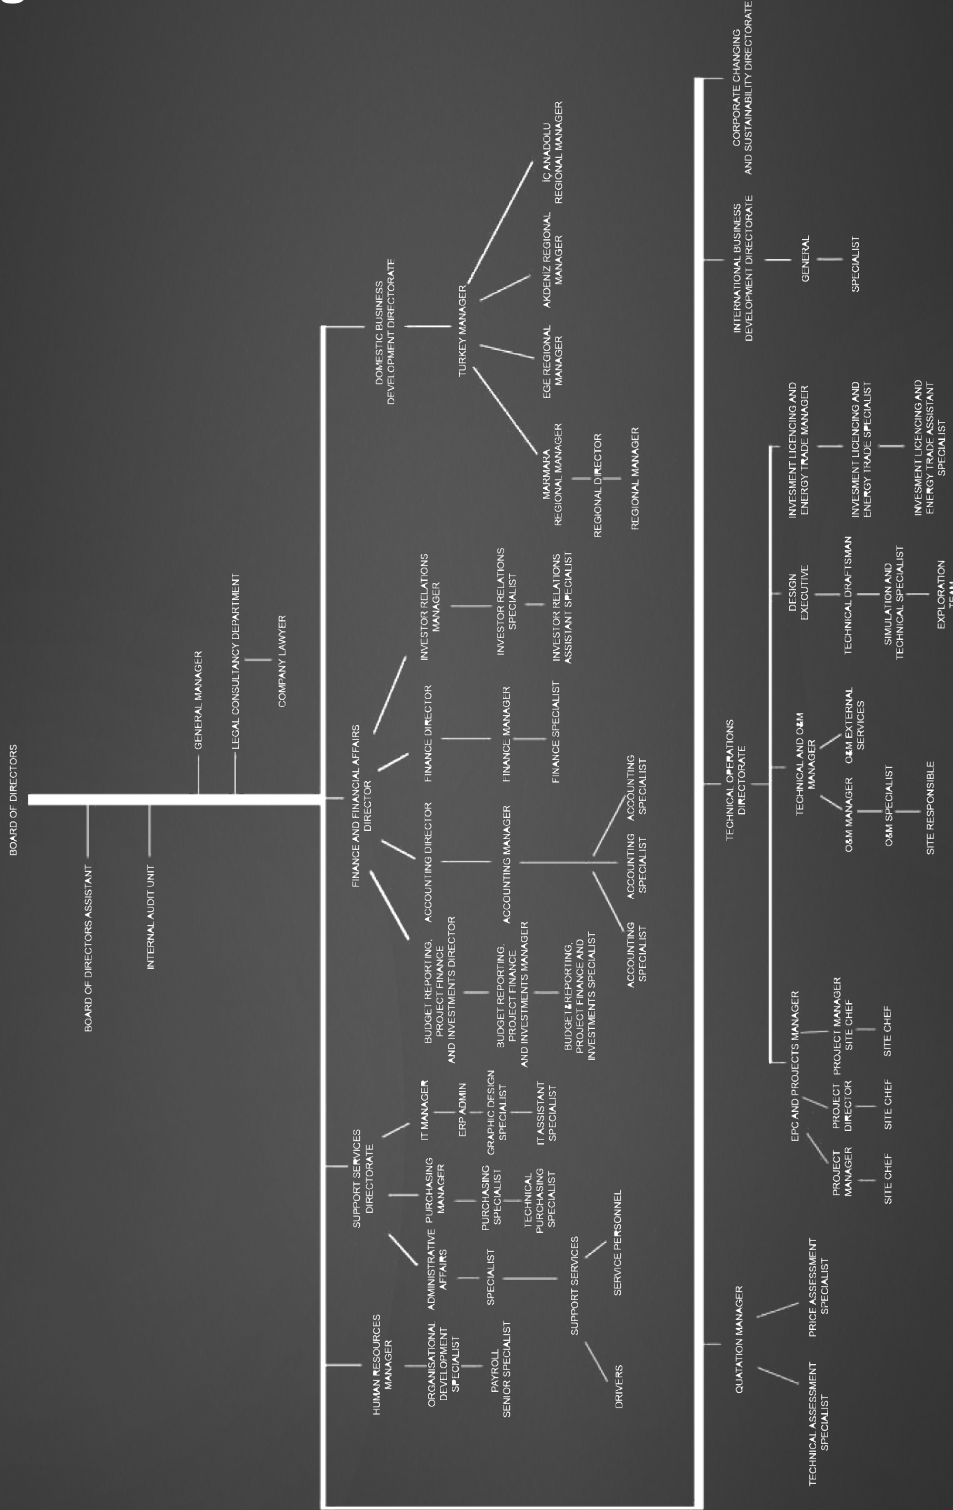 BOARD OF DIRECTORS
BOARD OF DIRECTORS ASSISTANT
INTERNAL AUDIT UNIT
GENERAL MANAGER
LEGAL CONSULTANCY DEPARTMENT
COMPANY LAWYER
HUMAN RESOURCES
MANAGER
ORGANISATIONAL
DEVELOPMENT
SPECIALIST
PAYROLL
SENIOR SPECIALIST
SUPPORT SERVICES
DIRECTORATE
ADMINISTRATIVE
AFFAIRS
SPECIALIST
SUPPORT SERVICES
DRIVERS
SERVICE PERSONNEL
PURCHASING
MANAGER
PURCHASING
SPECIALIST
TECHNICAL
PURCHASING
SPECIALIST
IT MANAGER
ERP ADMIN
GRAPHIC DESIGN
SPECIALIST
IT ASSISTANT
SPECIALIST
FINANCE AND FINANCIAL AFFAIRS
DIRECTOR
BUDGET REPORTING,
PROJECT FINANCE
AND INVESTMENTS DIRECTOR
BUDGET REPORTING.
PROJECT FINANCE
AND INVESTMENTS MANAGER
BUDGET&REPORTING,
PROJECT FINANCE AND
INVESTMENTS SPECIALIST
ACCOUNTING DIRECTOR
ACCOUNTING MANAGER
ACCOUNTING
SPECIALIST
ACCOUNTING
SPECIALIST
ACCOUNTING
SPECIALIST
FINANCE DIRECTOR
FINANCE MANAGER
FINANCE SPECIALIST
INVESTOR RELATIONS
MANAGER
INVESTOR RELATIONS
SPECIALIST
INVESTOR RELATIONS
ASSISTANT SPECIALIST
DOMESTIC BUSINESS
DEVELOPMENT DIRECTORATE
TURKEY MANAGER
MARMARA
REGIONAL MANAGER
REGIONAL DIRECTOR
REGIONAL MANAGER
EGE REGIONAL
MANAGER
AKDENİZ REGIONAL
MANAGER
İÇ ANADOLU
REGIONAL MANAGER
QUATATION MANAGER
TECHNICAL ASSESSMENT
SPECIALIST
PRICE ASSESSMENT
SPECIALIST
TECHNICAL OPERATIONS
DIRECTORATE
EPC AND PROJECTS MANAGER
PROJECT
MANAGER
SITE CHEF
PROJECT
DIRECTOR
SITE CHEF
PROJECT MANAGER
SITE CHEF
SITE CHEF
TECHNICAL AND O&M
MANAGER
O&M MANAGER
O&M SPECIALIST
SITE RESPONSIBLE
O&M EXTERNAL
SERVICES
DESIGN
EXECUTIVE
TECHNICAL DRAFTSMAN
SIMULATION AND
TECHNICAL SPECIALIST
EXPLORATION
TEAM
INVESMENT LICENCING AND
ENERGY TRADE MANAGER
INVESMENT LICENCING AND
ENERGY TRADE SPECIALIST
INVESMENT LICENCING AND
ENERGY TRADE ASSISTANT
SPECIALIST
INTERNATIONAL BUSINESS
DEVELOPMENT DIRECTORATE
GENERAL
SPECIALIST
CORPORATE CHANGING
AND SUSTAINABILITY DIRECTORATE